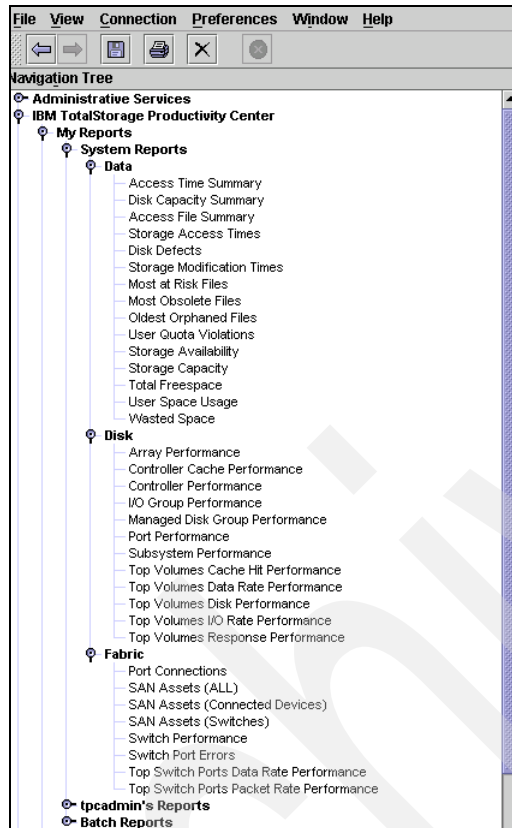 File View Connection Preferences Window Help
Navigation Tree
Administrative Services
IBM TotalStorage Productivity Center
My Reports
System Reports
Data
Access Time Summary
Disk Capacity Summary
Access File Summary
Storage Access Times
Disk Defects
Storage Modification Times
Most at Risk Files
Most Obsolete Files
Oldest Orphaned Files
User Quota Violations
Storage Availability
Storage Capacity
Total Freespace
User Space Usage
Wasted Space
Disk
Array Performance
Controller Cache Performance
Controller Performance
I/O Group Performance
Managed Disk Group Performance
Port Performance
Subsystem Performance
Top Volumes Cache Hit Performance
Top Volumes Data Rate Performance
Top Volumes Disk Performance
Top Volumes I/O Rate Performance
Top Volumes Response Performance
Fabric
Port Connections
SAN Assets (ALL)
SAN Assets (Connected Devices)
SAN Assets (Switches)
Switch Performance
Switch Port Errors
Top Switch Ports Data Rate Performance
Top Switch Ports Packet Rate Performance
tpcadmin's Reports
Batch Reports